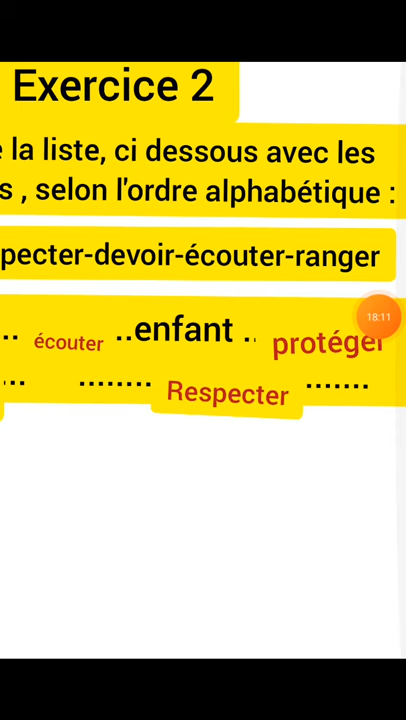 Exercice 2
la liste, ci dessous avec les
s , selon l'ordre alphabétique :
pecter-devoir-écouter-ranger
.. écouter ..enfant .. protéger
... ........ Respecter .......
18:11